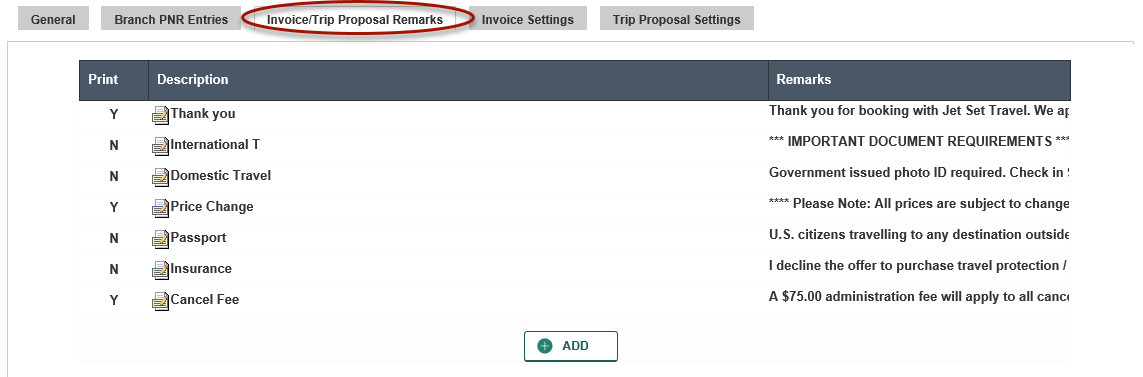 General Branch PNR Entries Invoice/Trip Proposal Remarks Invoice Settings Trip Proposal Settings
Print Description Remarks
Y Thank you Thank you for booking with Jet Set Travel. We
N International T *** IMPORTANT DOCUMENT REQUIREMENTS ***
N Domestic Travel Government issued photo ID required. Check in
Y Price Change **** Please Note: All prices are subject to change
N Passport U.S. citizens travelling to any destination outside
N Insurance I decline the offer to purchase travel protection /
Y Cancel Fee A $75.00 administration fee will apply to all
ADD